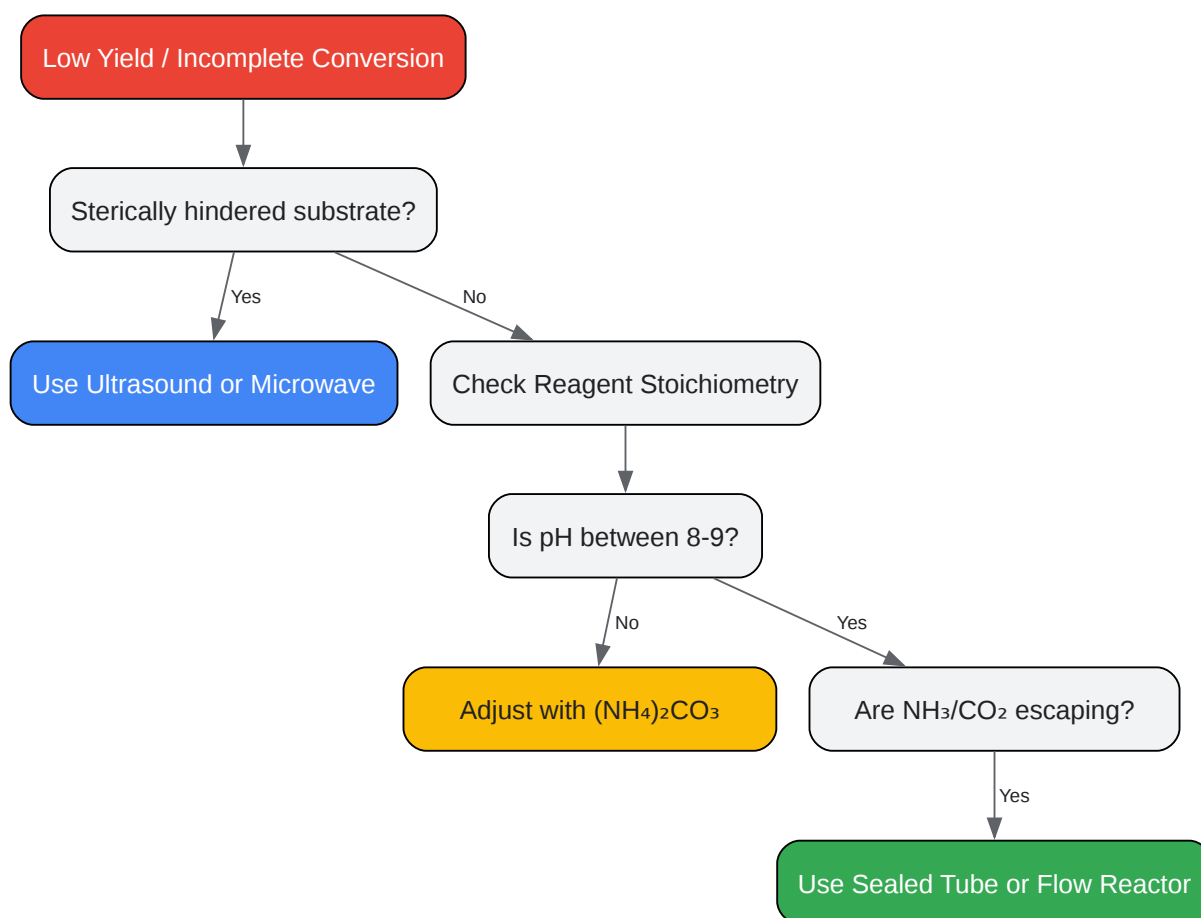 Low Yield / Incomplete Conversion
Sterically hindered substrate?
Yes
No
Use Ultrasound or Microwave
Check Reagent Stoichiometry
Is pH between 8-9?
No
Yes
Adjust with (NH₄)₂CO₃
Are NH₃/CO₂ escaping?
Yes
Use Sealed Tube or Flow Reactor